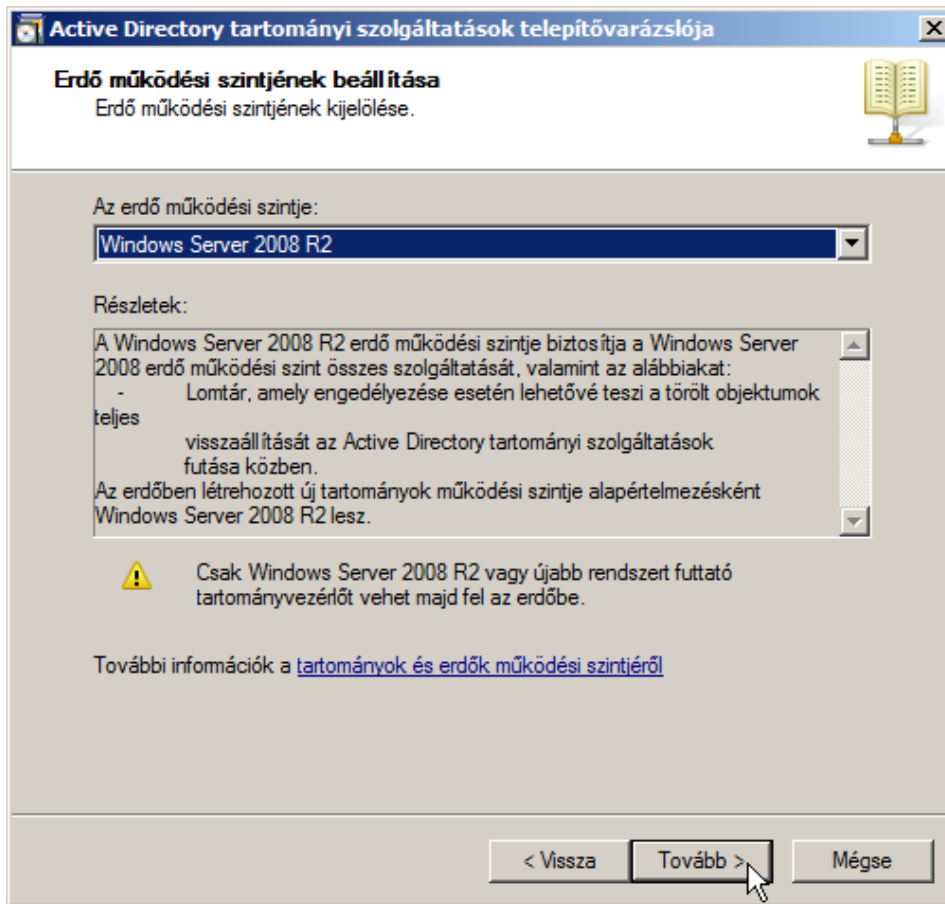 Active Directory tartományi szolgáltatások telepítővarázslója
Erdő működési szintjének beállítása
Erdő működési szintjének kijelölése.
Az erdő működési szintje:
Windows Server 2008 R2
Részletek:
A Windows Server 2008 R2 erdő működési szintje biztosítja a Windows Server
2008 erdő működési szint összes szolgáltatását, valamint az alábbiakat:
- Lomtár, amely engedélyezése esetén lehetővé teszi a törölt objektumok
teljes
visszaállítását az Active Directory tartományi szolgáltatások
futása közben.
Az erdőben létrehozott új tartományok működési szintje alapértelmezésként
Windows Server 2008 R2 lesz.
Csak Windows Server 2008 R2 vagy újabb rendszert futtató
tartományvezérlőt vehet majd fel az erdőbe.
További információk a tartományok és erdők működési szintjéről
< Vissza
Tovább >
Mégse